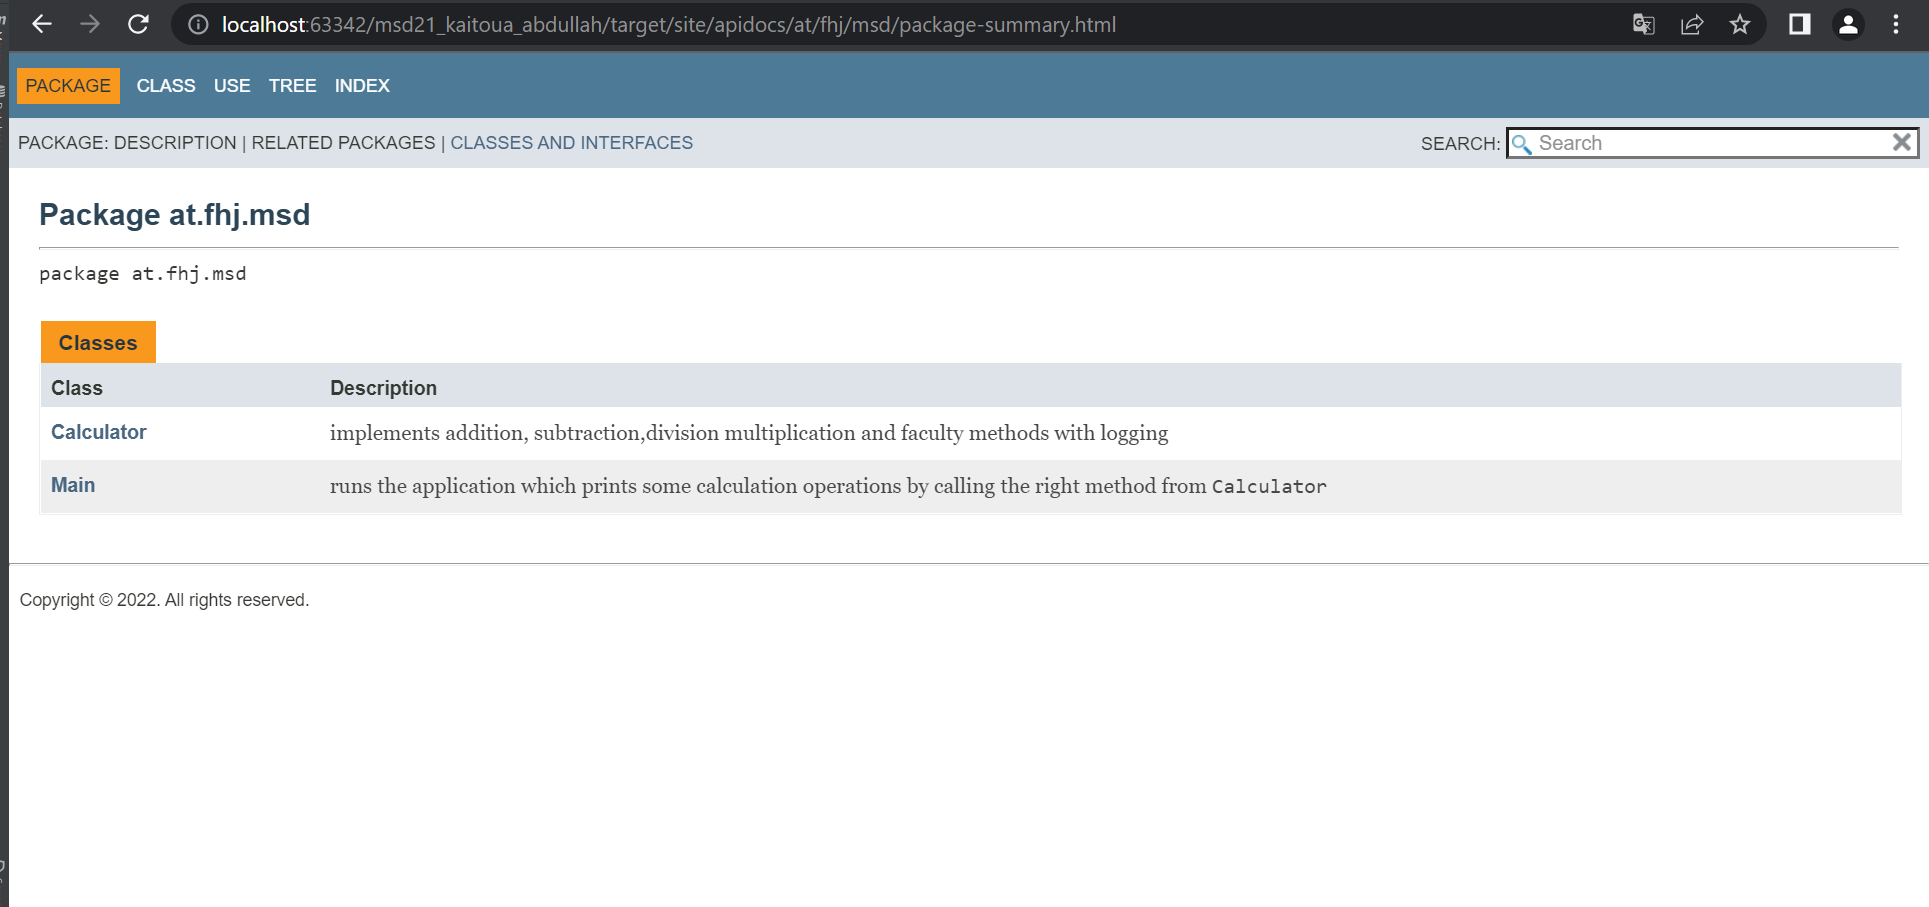 localhost:63342/msd21_kaitoua_abdullah/target/site/apidocs/at/fhj/msd/package-summary.html
PACKAGE CLASS USE TREE INDEX
PACKAGE: DESCRIPTION | RELATED PACKAGES | CLASSES AND INTERFACES SEARCH: Search
Package at.fhj.msd
package at.fhj.msd
Classes
Class Description
Calculator implements addition, subtraction,division multiplication and faculty methods with logging
Main runs the application which prints some calculation operations by calling the right method from Calculator
Copyright © 2022. All rights reserved.